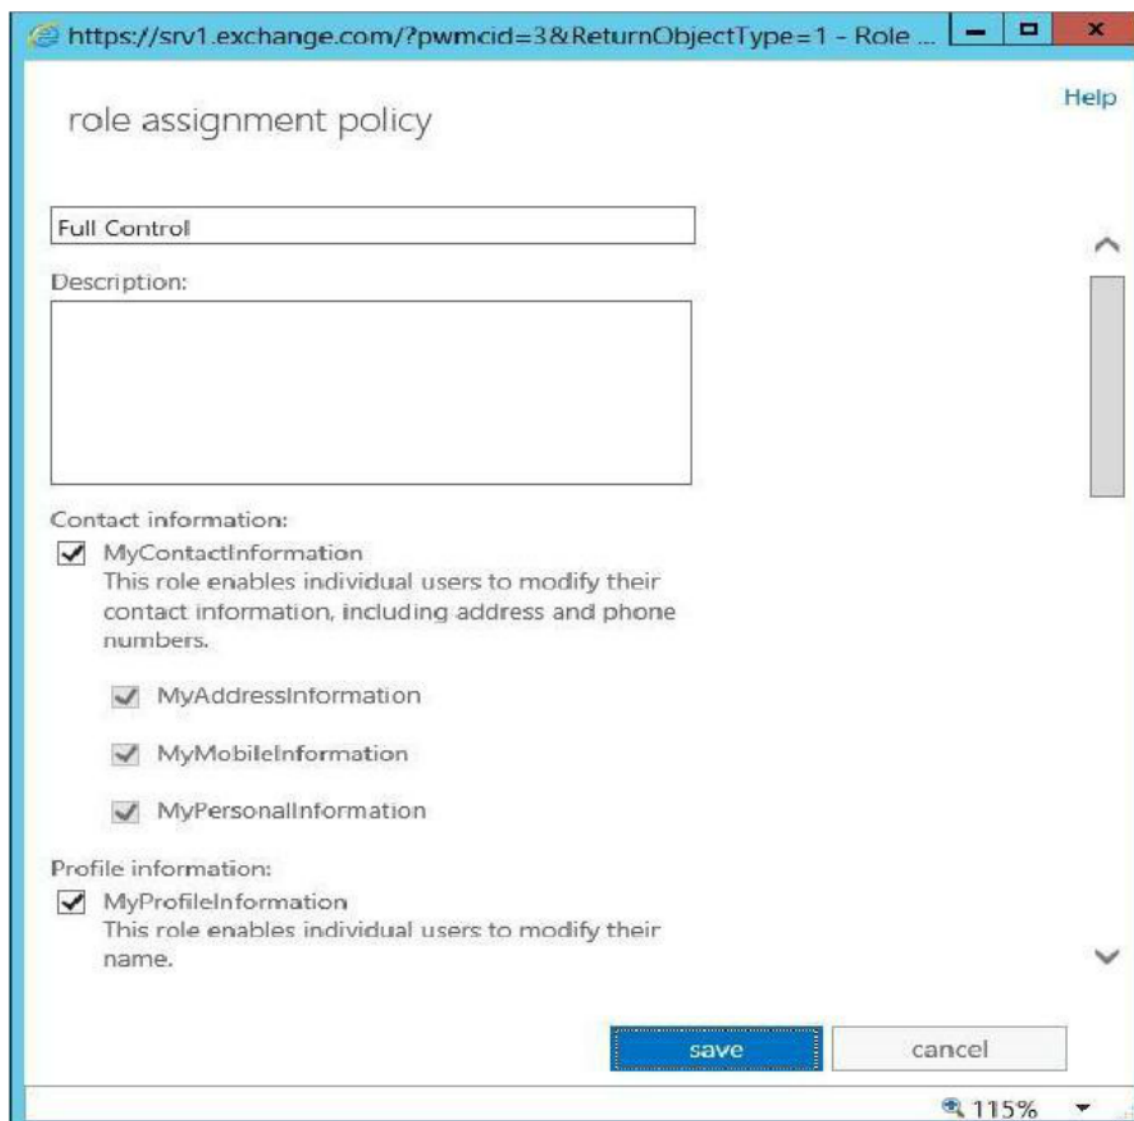 https://srv1.exchange.com/?pwmcid=3&ReturnObjectType=1 - Role ...
Help
role assignment policy
Full Control
Description:
Contact information:
MyContactInformation
This role enables individual users to modify their
contact information, including address and phone
numbers.
MyAddressInformation
MyMobileInformation
MyPersonalInformation
Profile information:
MyProfileInformation
This role enables individual users to modify their
name.
save
cancel
115%